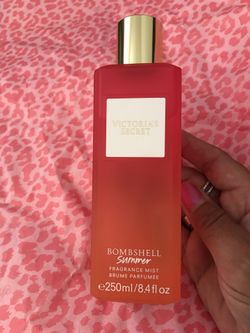 VICTORIA'S
SECRET
BOMBSHELL
Summer
FRAGRANCE MIST
BRUME PARFUMÉE
℮250ml/8.4fl oz